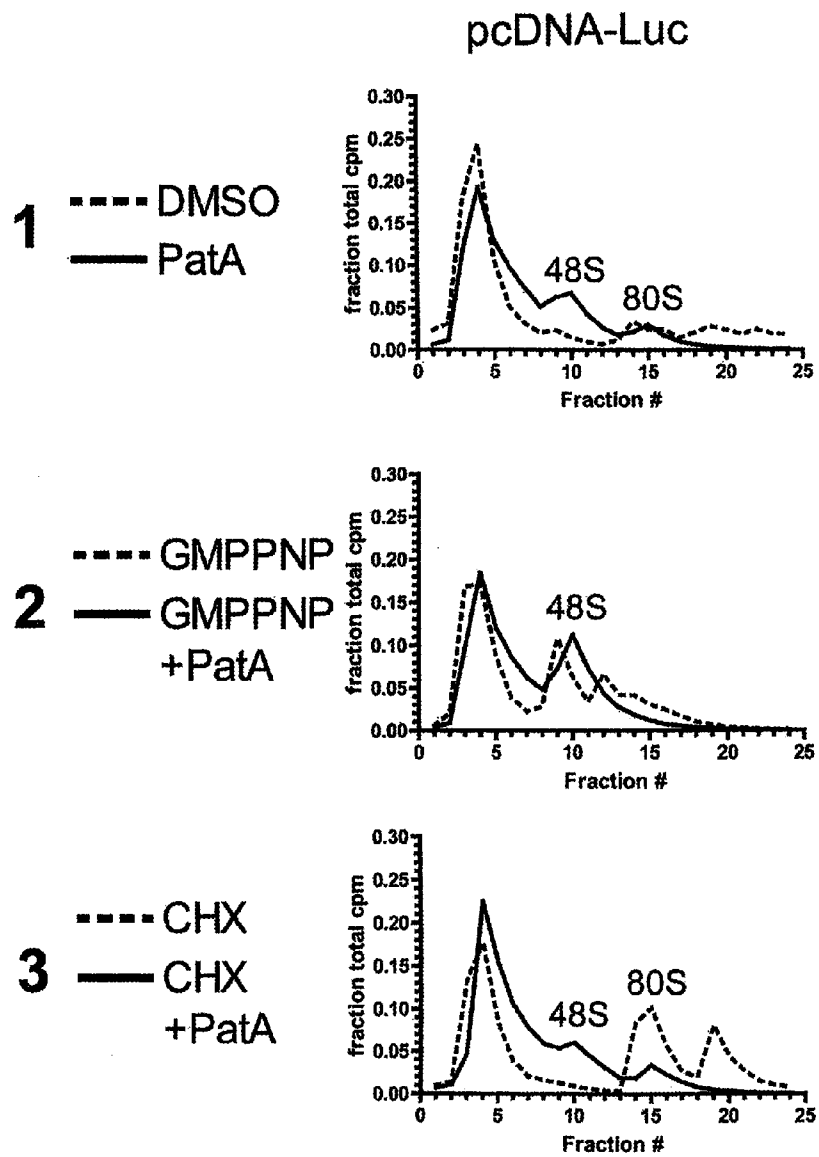 pcDNA-Luc
1
DMSO
PatA
fraction total cpm
0.30
0.25
0.20
0.15
0.10
0.05
0.00
48S
80S
0 5 10 15 20 25
Fraction #
2
GMPPNP
GMPPNP
+PatA
fraction total cpm
0.30
0.25
0.20
0.15
0.10
0.05
0.00
48S
0 5 10 15 20 25
Fraction #
3
CHX
CHX
+PatA
fraction total cpm
0.30
0.25
0.20
0.15
0.10
0.05
0.00
48S
80S
0 5 10 15 20 25
Fraction #